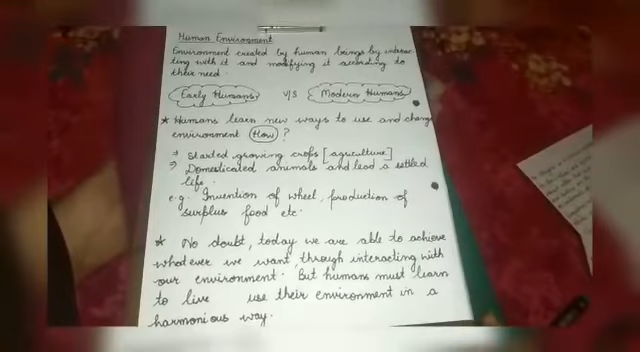 Human Environment
Environment created by human beings by interac-
ting with it and modifying it according to
their need.
Early Humans v/s Modern Humans
* Humans learn new ways to use and change
environment How ?
⇒ Started growing crops [agriculture]
⇒ Domesticated animals and lead a settled
life.
e.g. Invention of wheel, production of
surplus food etc.
* No doubt, today we are able to achieve
whatever we want, through interacting with
our environment. But humans must learn
to live use their environment in a
harmonious way.